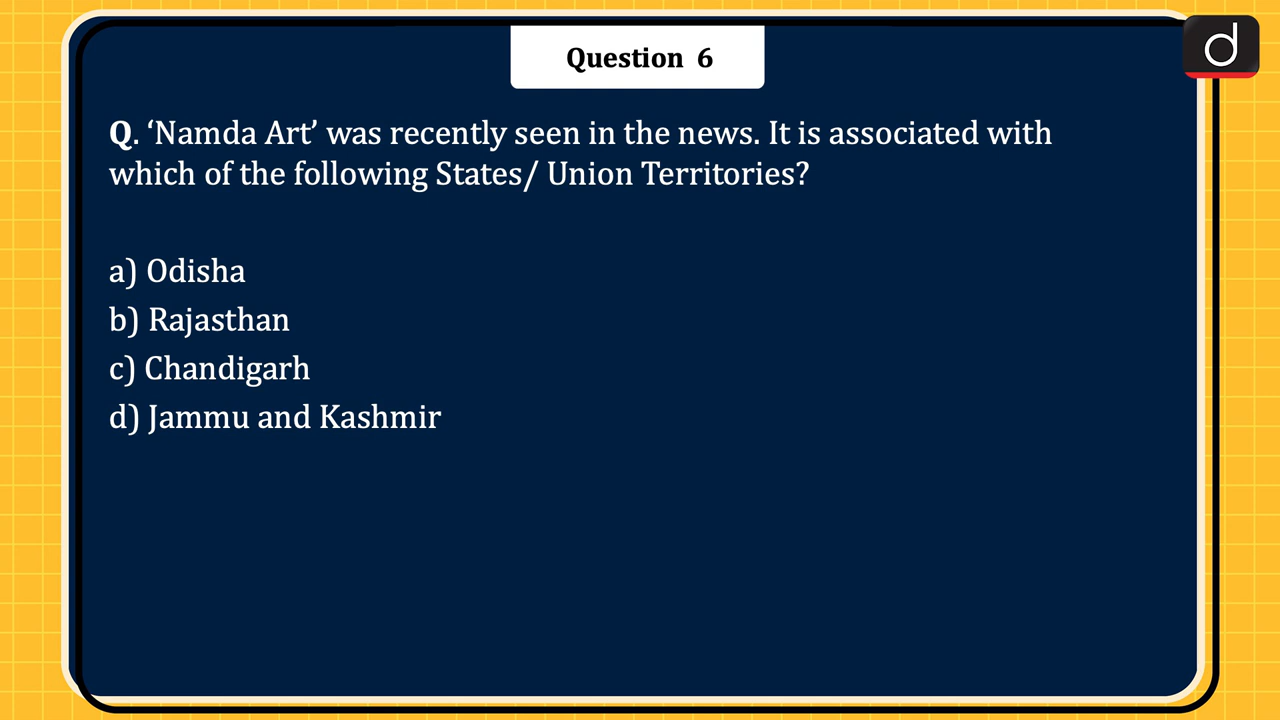 Question 6
d
Q. ‘Namda Art’ was recently seen in the news. It is associated with
which of the following States/ Union Territories?
a) Odisha
b) Rajasthan
c) Chandigarh
d) Jammu and Kashmir